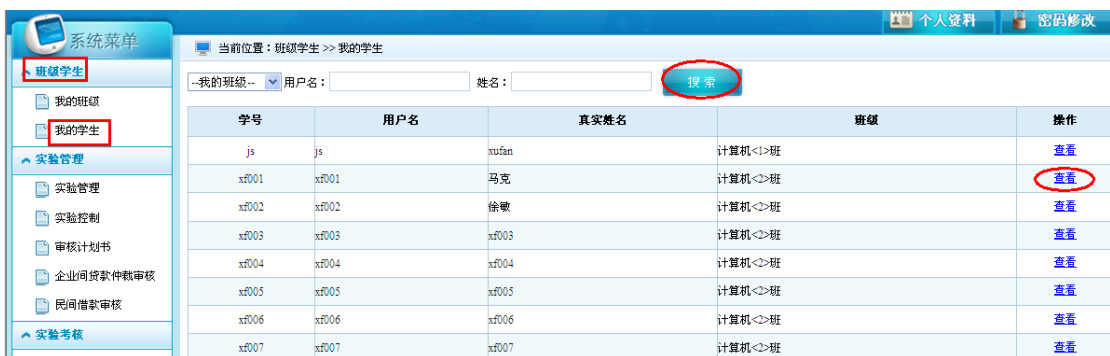 个人资料 密码修改
系统菜单
当前位置：班级学生 >> 我的学生
班级学生
--我的班级-- 用户名： 姓名： 搜索
我的班级
学号 用户名 真实姓名 班级 操作
我的学生
js js xufan 计算机<1>班 查看
实验管理
xf001 xf001 马克 计算机<2>班 查看
实验管理
xf002 xf002 徐敏 计算机<2>班 查看
实验控制
xf003 xf003 xf003 计算机<2>班 查看
审核计划书
xf004 xf004 xf004 计算机<2>班 查看
企业间贷款仲裁审核
xf005 xf005 xf005 计算机<2>班 查看
民间借款审核
xf006 xf006 xf006 计算机<2>班 查看
实验考核
xf007 xf007 xf007 计算机<2>班 查看